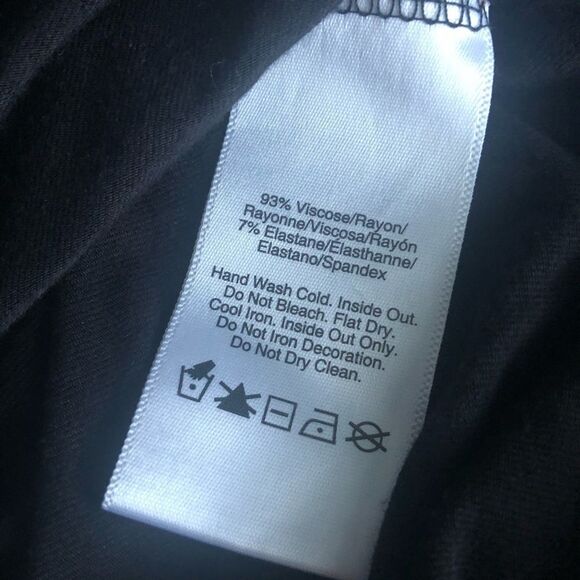 93% Viscose/Rayon/
Rayonne/Viscosa/Rayón
7% Elastane/Élasthanne/
Elastano/Spandex
Hand Wash Cold. Inside Out.
Do Not Bleach. Flat Dry.
Cool Iron. Inside Out Only.
Do Not Iron Decoration.
Do Not Dry Clean.